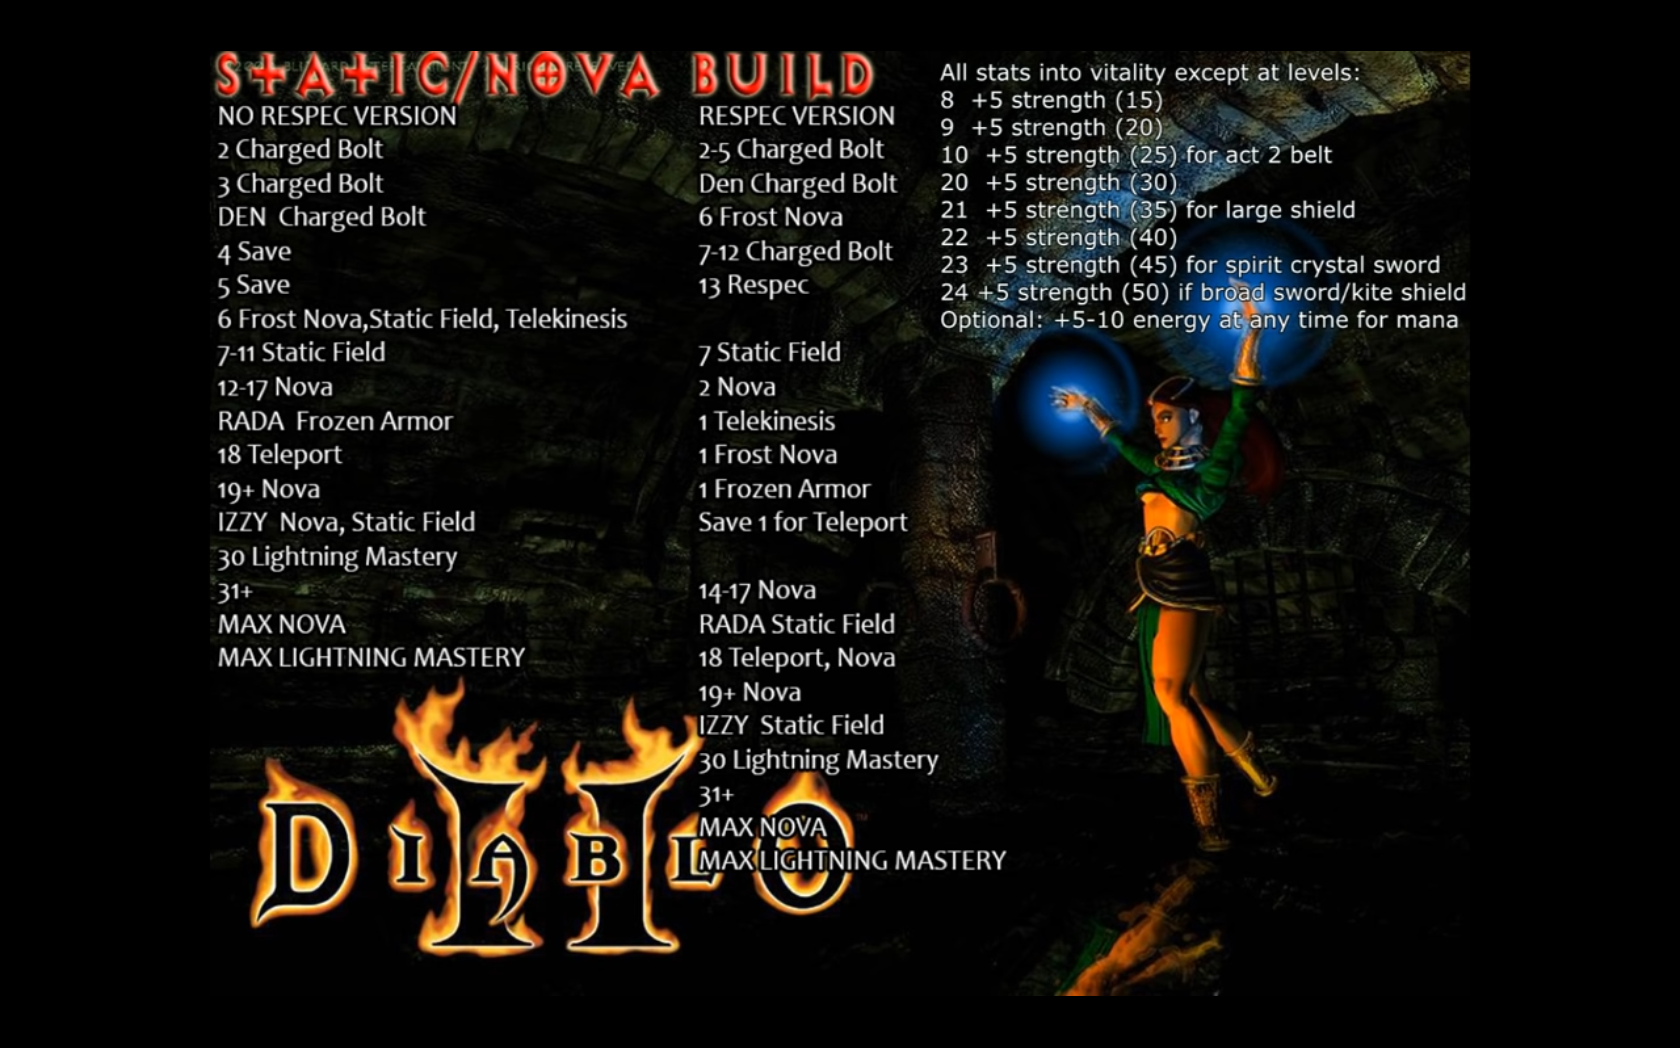 STATIC/NOVA BUILD
NO RESPEC VERSION
2 Charged Bolt
3 Charged Bolt
DEN Charged Bolt
4 Save
5 Save
6 Frost Nova,Static Field, Telekinesis
7-11 Static Field
12-17 Nova
RADA Frozen Armor
18 Teleport
19+ Nova
IZZY Nova, Static Field
30 Lightning Mastery
31+
MAX NOVA
MAX LIGHTNING MASTERY
RESPEC VERSION
2-5 Charged Bolt
Den Charged Bolt
6 Frost Nova
7-12 Charged Bolt
13 Respec
7 Static Field
2 Nova
1 Telekinesis
1 Frost Nova
1 Frozen Armor
Save 1 for Teleport
14-17 Nova
RADA Static Field
18 Teleport, Nova
19+ Nova
IZZY Static Field
30 Lightning Mastery
31+
MAX NOVA
MAX LIGHTNING MASTERY
All stats into vitality except at levels:
8 +5 strength (15)
9 +5 strength (20)
10 +5 strength (25) for act 2 belt
20 +5 strength (30)
21 +5 strength (35) for large shield
22 +5 strength (40)
23 +5 strength (45) for spirit crystal sword
24 +5 strength (50) if broad sword/kite shield
Optional: +5-10 energy at any time for mana
DIABLO II